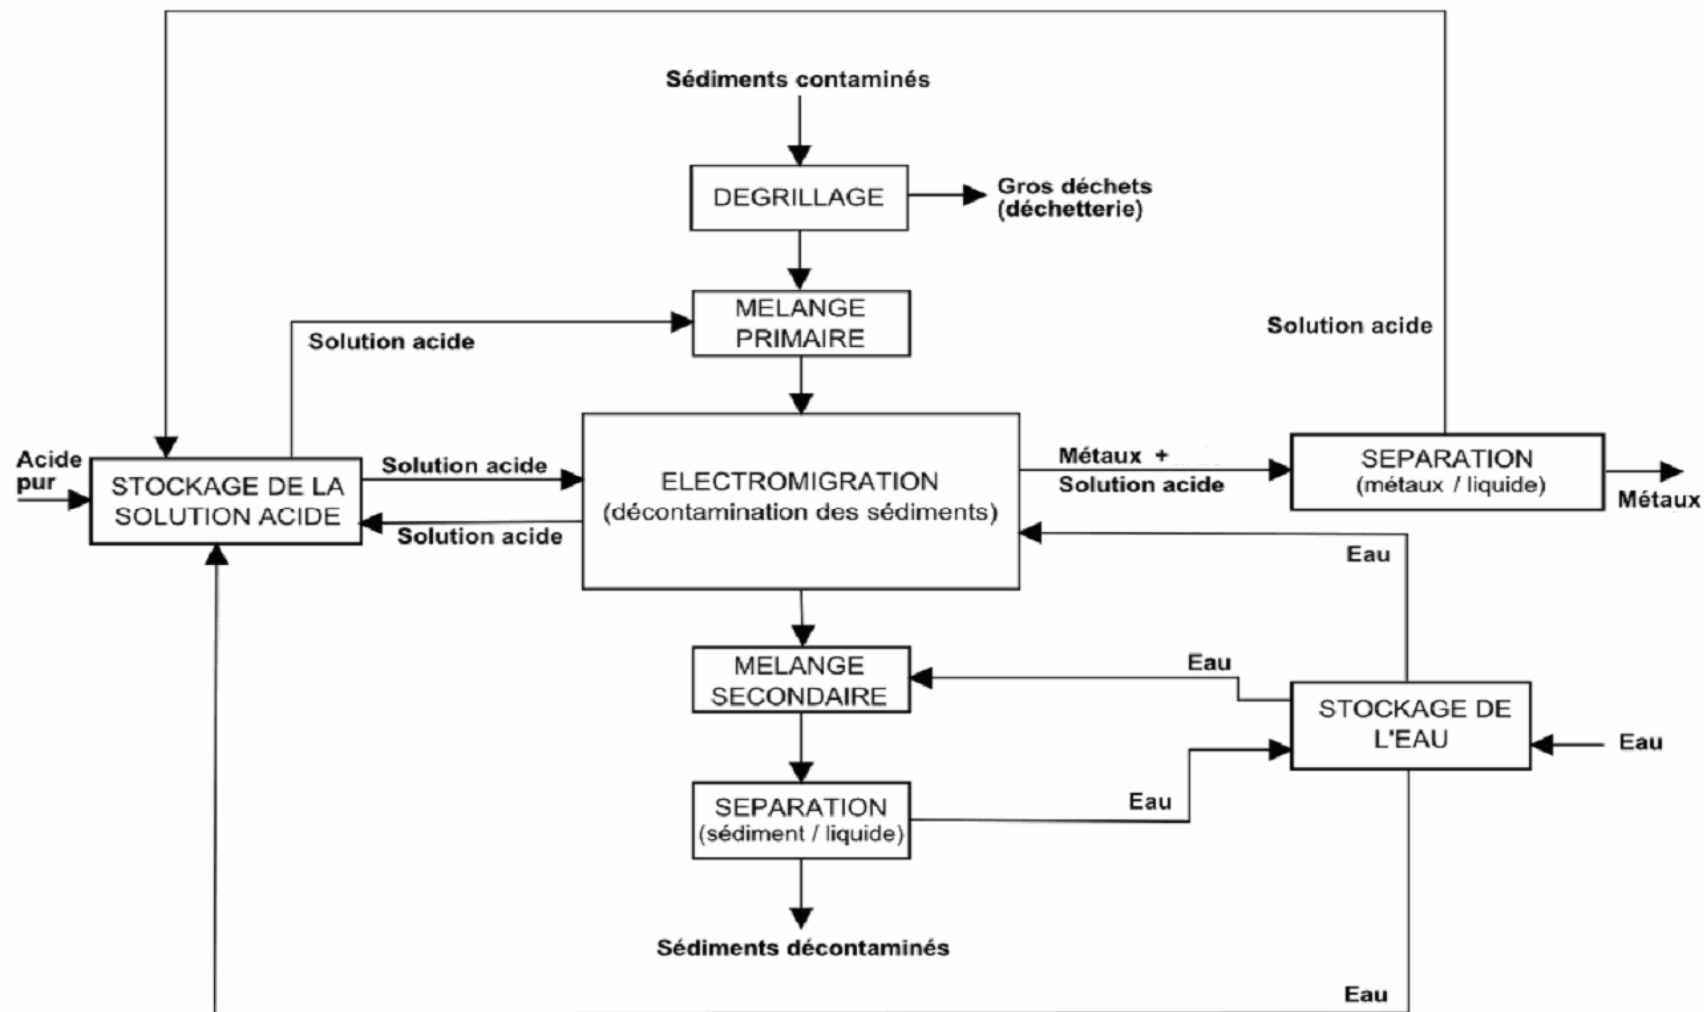 Sédiments contaminés
DEGRILLAGE
Gros déchets
(déchetterie)
MELANGE
PRIMAIRE
Solution acide
Solution acide
Acide
pur
STOCKAGE DE LA
SOLUTION ACIDE
Solution acide
Solution acide
ELECTROMIGRATION
(décontamination des sédiments)
Métaux +
Solution acide
SEPARATION
(métaux / liquide)
Métaux
Eau
MELANGE
SECONDAIRE
Eau
STOCKAGE DE
L'EAU
Eau
SEPARATION
(sédiment / liquide)
Eau
Sédiments décontaminés
Eau